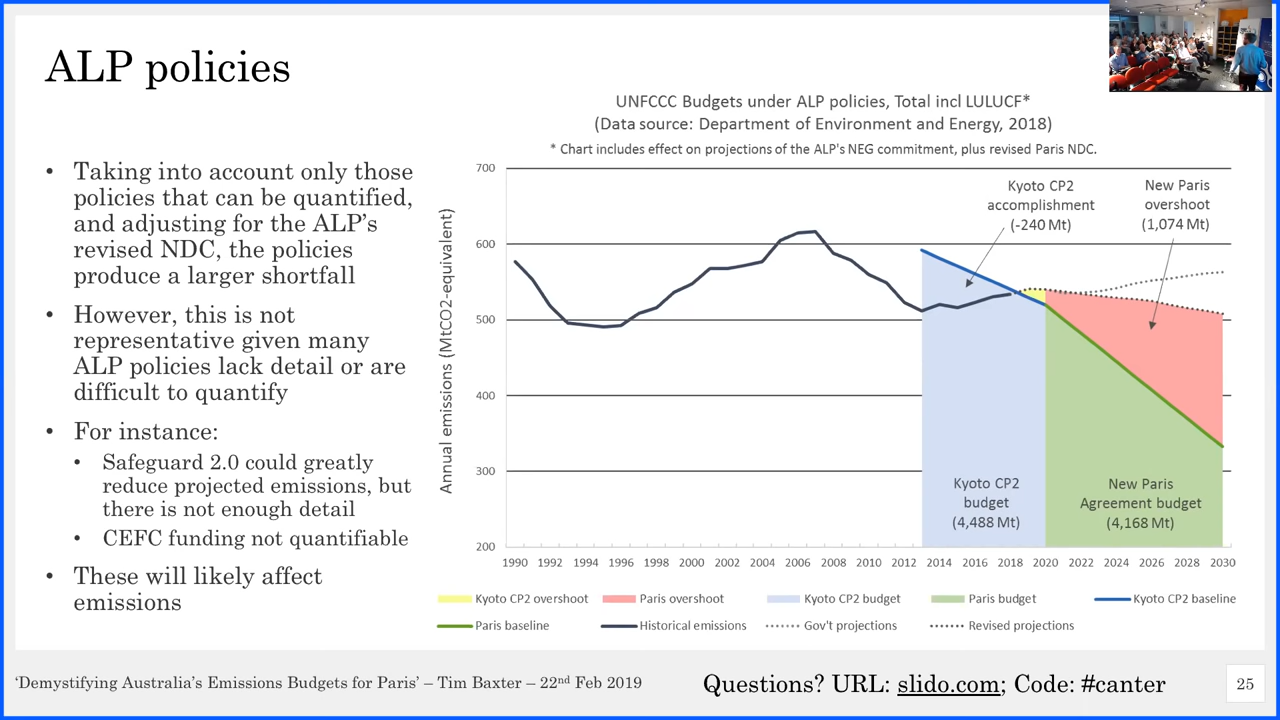 ALP policies
• Taking into account only those
policies that can be quantified,
and adjusting for the ALP's
revised NDC, the policies
produce a larger shortfall
• However, this is not
representative given many
ALP policies lack detail or are
difficult to quantify
• For instance:
• Safeguard 2.0 could greatly
reduce projected emissions, but
there is not enough detail
• CEFC funding not quantifiable
• These will likely affect
emissions
UNFCCC Budgets under ALP policies, Total incl LULUCF*
(Data source: Department of Environment and Energy, 2018)
* Chart includes effect on projections of the ALP's NEG commitment, plus revised Paris NDC.
Annual emissions (MtCO2-equivalent)
700
600
500
400
300
200
Kyoto CP2
accomplishment
(-240 Mt)
New Paris
overshoot
(1,074 Mt)
Kyoto CP2
budget
(4,488 Mt)
New Paris
Agreement budget
(4,168 Mt)
1990 1992 1994 1996 1998 2000 2002 2004 2006 2008 2010 2012 2014 2016 2018 2020 2022 2024 2026 2028 2030
Kyoto CP2 overshoot Paris overshoot Kyoto CP2 budget Paris budget Kyoto CP2 baseline
Paris baseline Historical emissions Gov't projections Revised projections
'Demystifying Australia's Emissions Budgets for Paris' – Tim Baxter – 22nd Feb 2019
Questions? URL: slido.com; Code: #canter
25